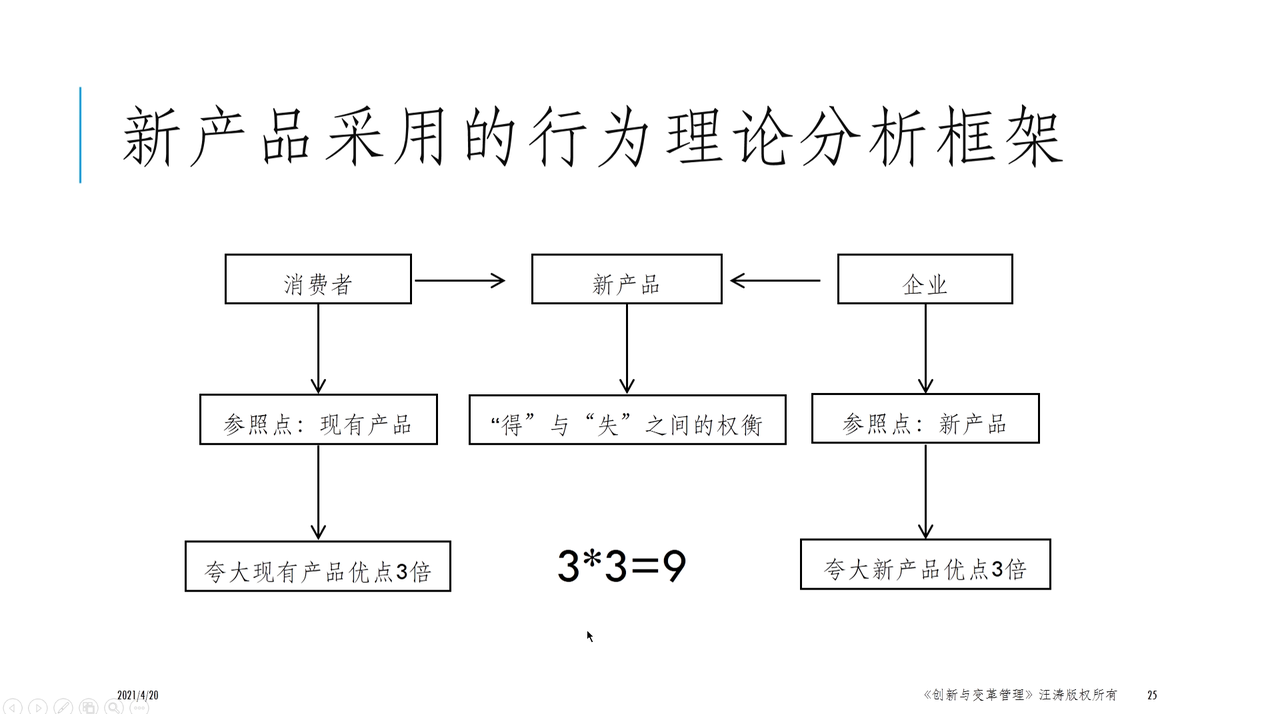 新产品采用的行为理论分析框架
消费者
新产品
企业
参照点：现有产品
“得”与“失”之间的权衡
参照点：新产品
夸大现有产品优点3倍
3*3=9
夸大新产品优点3倍
2021/4/20
《创新与变革管理》汪涛版权所有
25